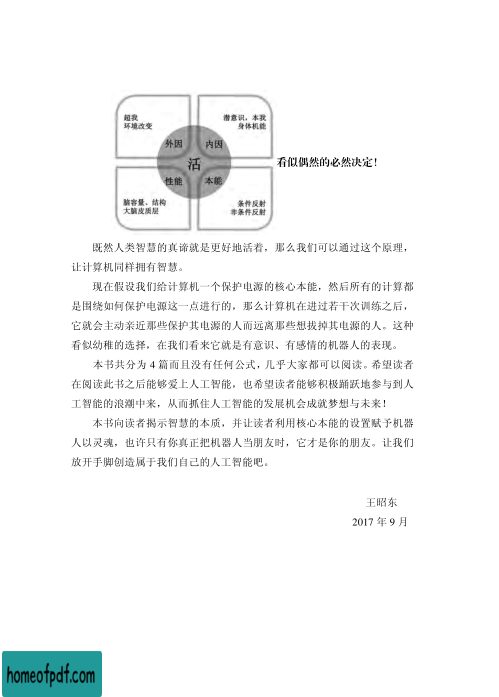 超我
环境改变
潜意识，本我
身体机能
外因
内因
活
看似偶然的必然决定！
性能
本能
脑容量、结构
大脑皮质层
条件反射
非条件反射
既然人类智慧的真谛就是更好地活着，那么我们可以通过这个原理，
让计算机同样拥有智慧。
现在假设我们给计算机一个保护电源的核心本能，然后所有的计算都
是围绕如何保护电源这一点进行的，那么计算机在进过若干次训练之后，
它就会主动亲近那些保护其电源的人而远离那些想拔掉其电源的人。这种
看似幼稚的选择，在我们看来它就是有意识、有感情的机器人的表现。
本书共分为 4 篇而且没有任何公式，几乎大家都可以阅读。希望读者
在阅读此书之后能够爱上人工智能，也希望读者能够积极踊跃地参与到人
工智能的浪潮中来，从而抓住人工智能的发展机会成就梦想与未来！
本书向读者揭示智慧的本质，并让读者利用核心本能的设置赋予机器
人以灵魂，也许只有你真正把机器人当朋友时，它才是你的朋友。让我们
放开手脚创造属于我们自己的人工智能吧。
王昭东
2017 年 9 月
homeofpdf.com